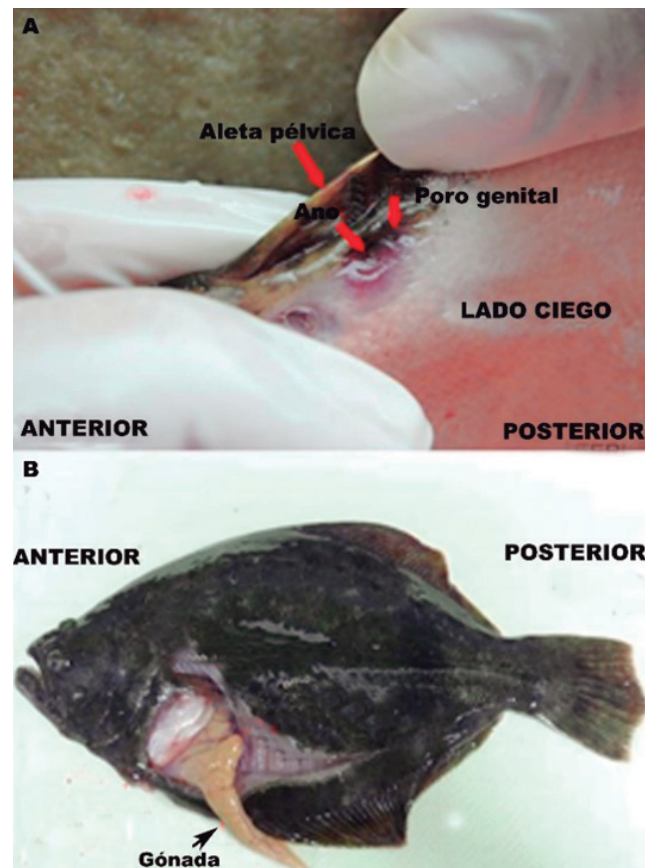 A
Aleta pélvica
Poro genital
Ano
LADO CIEGO
ANTERIOR
POSTERIOR
B
ANTERIOR
POSTERIOR
Gónada